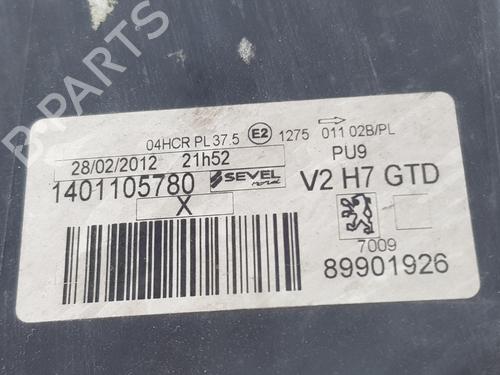 B-PARTS
04HCR PL 37.5 E2 1275 011 02B/PL
28/02/2012 21h52 PU9
1401105780 SEVEL nord V2 H7 GTD
X
7009
89901926